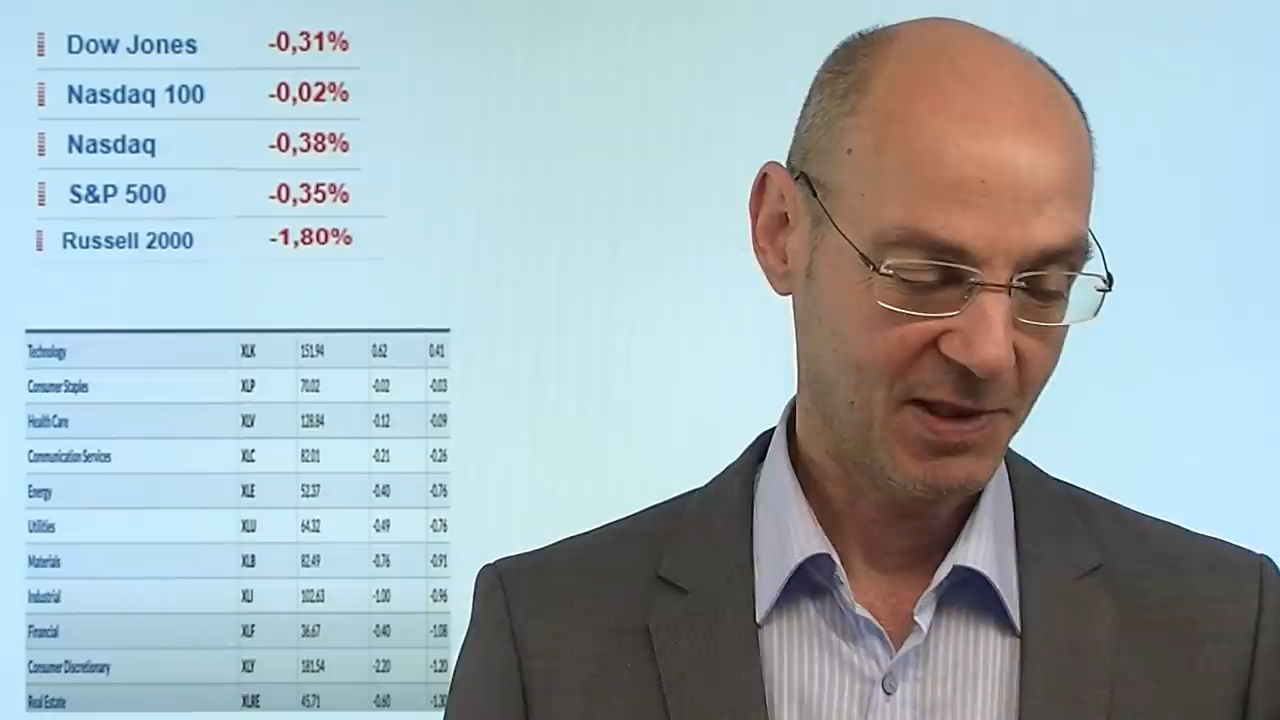 Dow Jones -0,31%
Nasdaq 100 -0,02%
Nasdaq -0,38%
S&P 500 -0,35%
Russell 2000 -1,80%
Technology XLK 151.94 0.62 0.41
Consumer Staples XLP 70.02 -0.02 -0.03
Health Care XLV 128.84 -0.12 -0.09
Communication Services XLC 82.01 -0.21 -0.26
Energy XLE 52.37 -0.40 -0.76
Utilities XLU 64.32 -0.49 -0.76
Materials XLB 82.49 -0.76 -0.91
Industrial XLI 102.63 -1.00 -0.96
Financial XLF 36.67 -0.40 -1.08
Consumer Discretionary XLY 181.54 -2.20 -1.20
Real Estate XLRE 45.71 -0.60 -1.30